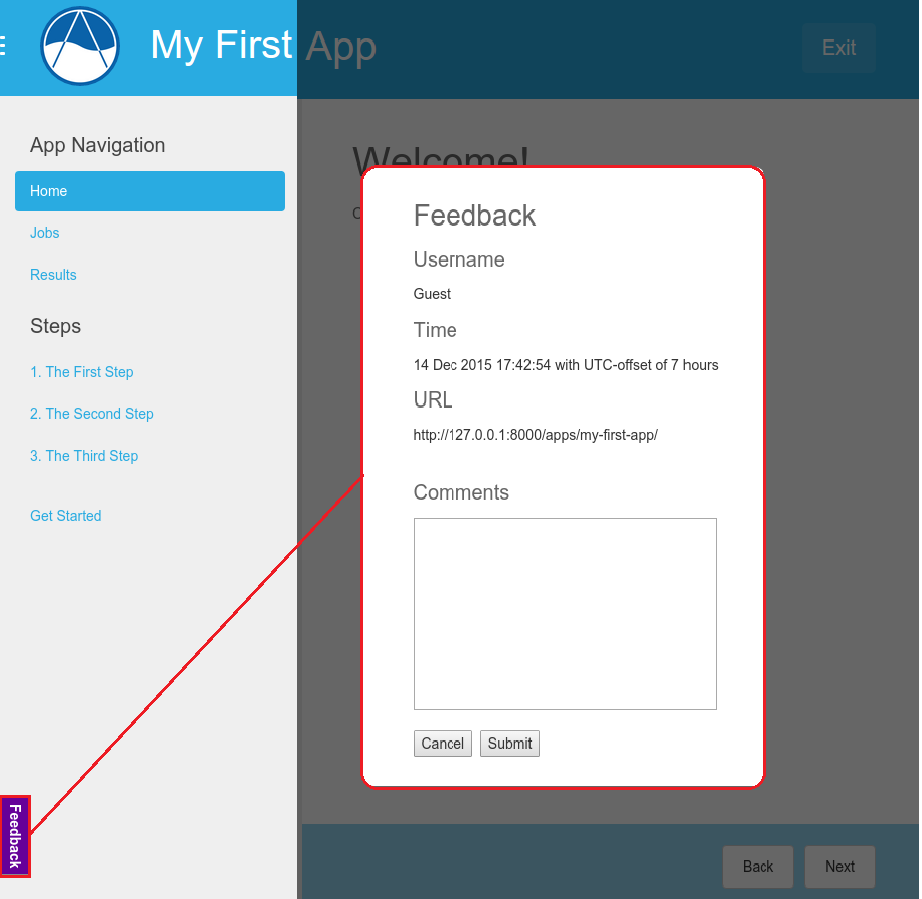 My First App
Exit
App Navigation
Home
Jobs
Results
Steps
1. The First Step
2. The Second Step
3. The Third Step
Get Started
Feedback
Welcome!
Feedback
Username
Guest
Time
14 Dec 2015 17:42:54 with UTC-offset of 7 hours
URL
http://127.0.0.1:8000/apps/my-first-app/
Comments
Cancel Submit
Back Next